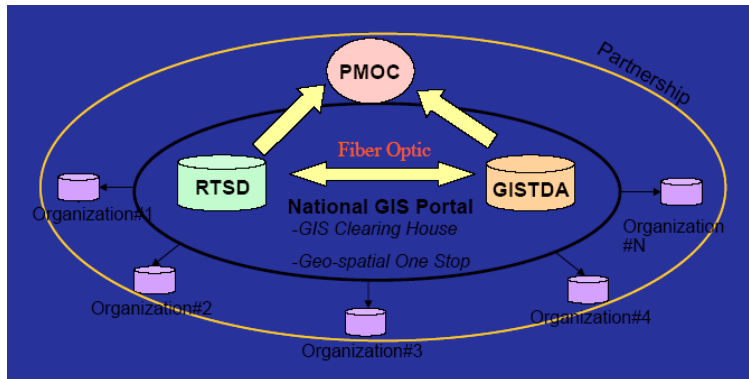 PMOC
Partnership
Fiber Optic
RTSD
GISTDA
National GIS Portal
-GIS Clearing House
-Geo-spatial One Stop
Organization#1
Organization
#N
Organization#2
Organization#4
Organization#3